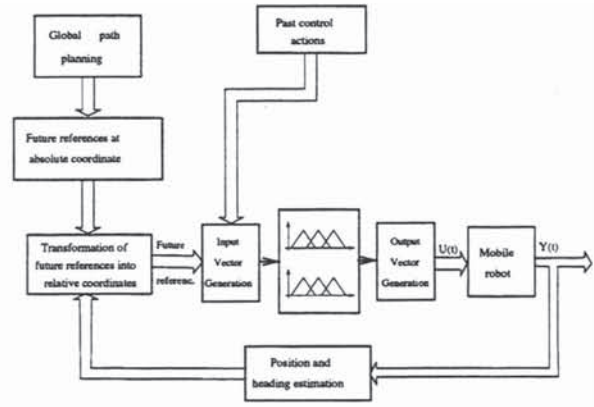 Global path
planning
Past control
actions
Future references at
absolute coordinate
Transformation of
future references into
relative coordinates
Future
referenc.
Input
Vector
Generation
Output
Vector
Generation
U(t)
Mobile
robot
Y(t)
Position and
heading estimation